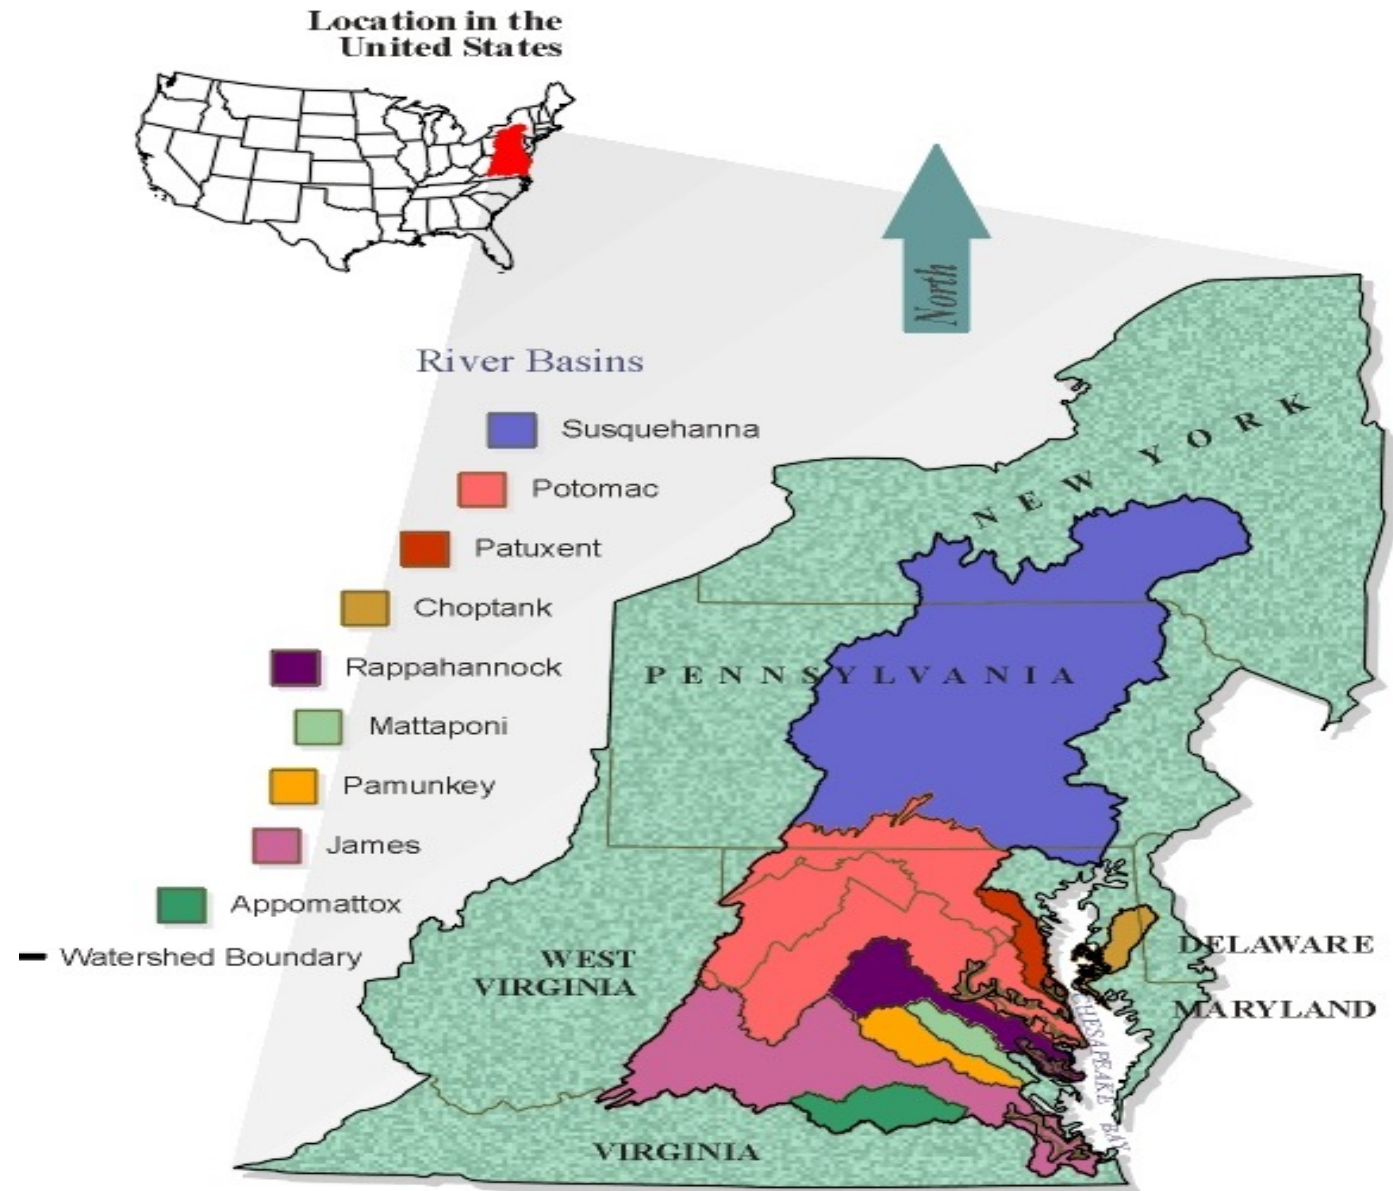 Location in the
United States
North
River Basins
Susquehanna
Potomac
Patuxent
Choptank
Rappahannock
Mattaponi
Pamunkey
James
Appomattox
Watershed Boundary
NEW YORK
PENNSYLVANIA
WEST
VIRGINIA
DELAWARE
MARYLAND
CHESAPEAKE BAY
VIRGINIA